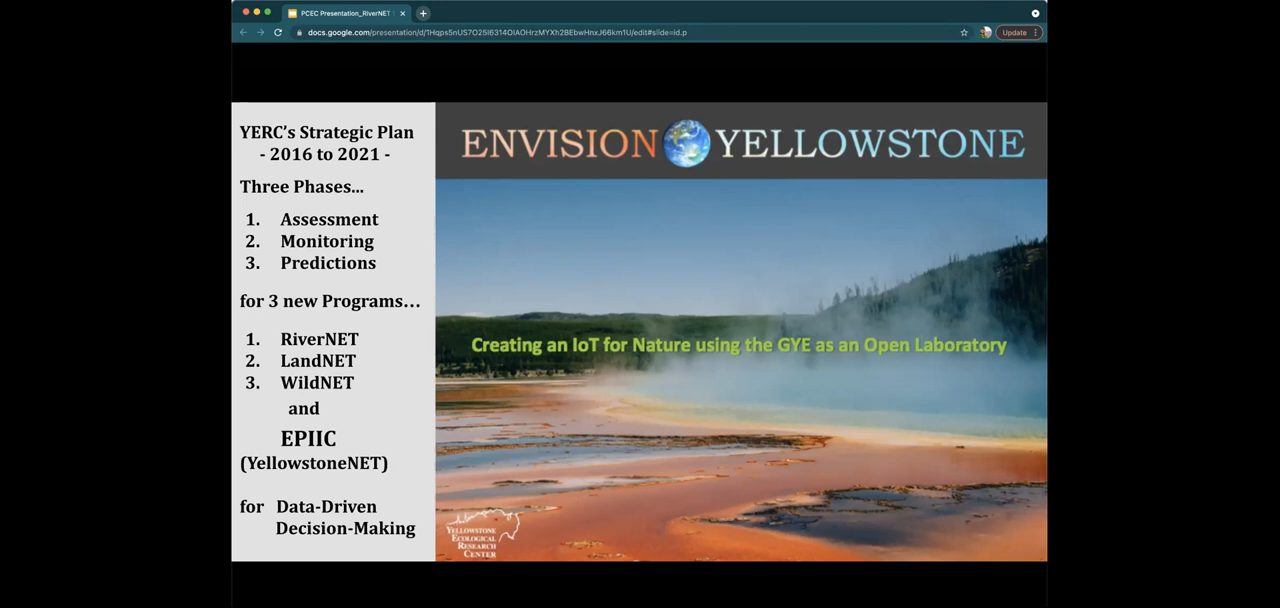 PCEC Presentation_RiverNET
docs.google.com/presentation/d/1Hqps5nUS7O25I6314OIAOHrzMYXh2BEbwHnxJ66km1U/edit#slide=id.p
Update
YERC's Strategic Plan
- 2016 to 2021 -
Three Phases...
1. Assessment
2. Monitoring
3. Predictions
for 3 new Programs...
1. RiverNET
2. LandNET
3. WildNET
and
EPIIC
(YellowstoneNET)
for Data-Driven
Decision-Making
ENVISION YELLOWSTONE
Creating an IoT for Nature using the GYE as an Open Laboratory
YELLOWSTONE
ECOLOGICAL
RESEARCH
CENTER